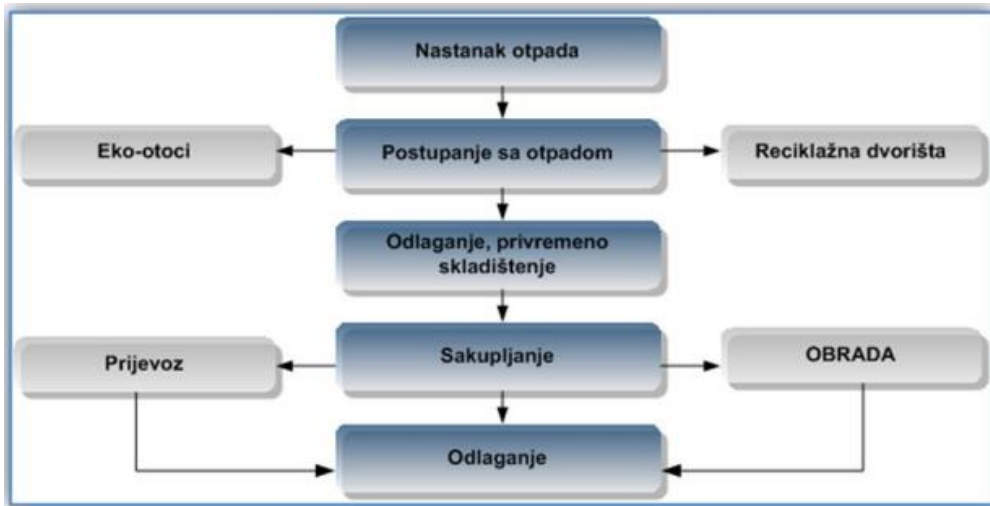 Nastanak otpada
Eko-otoci
Postupanje sa otpadom
Reciklažna dvorišta
Odlaganje, privremeno
skladištenje
Prijevoz
Sakupljanje
OBRADA
Odlaganje